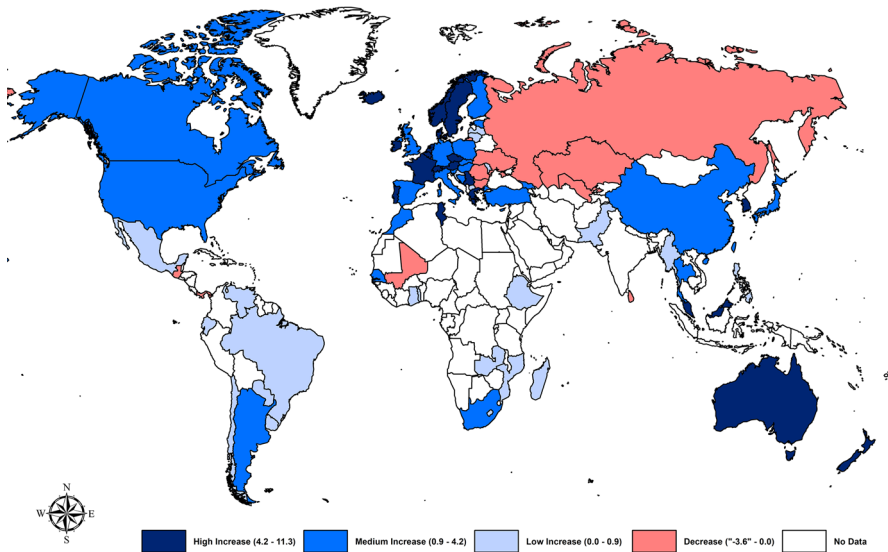 N
W E
S
High Increase (4.2 - 11.3) Medium Increase (0.9 - 4.2) Low Increase (0.0 - 0.9) Decrease ("-3.6" - 0.0) No Data